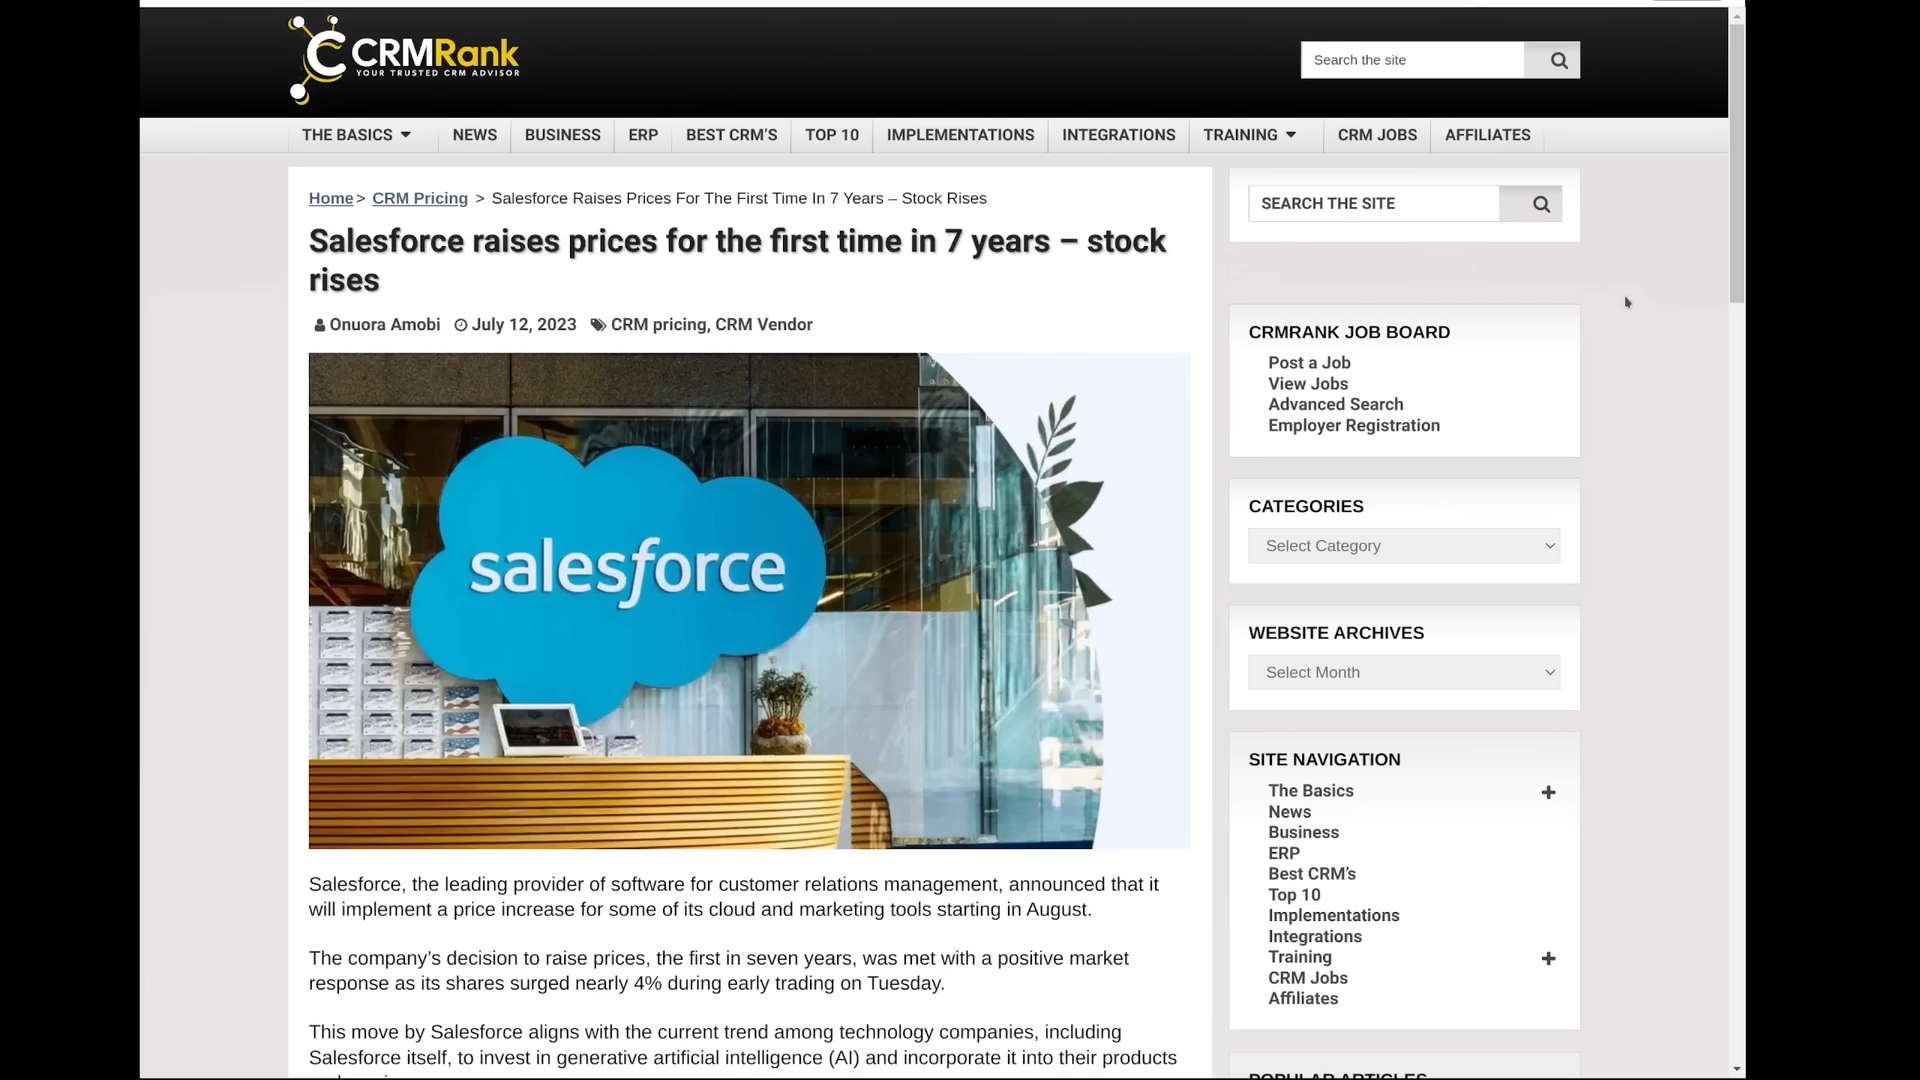 CRMRank
YOUR TRUSTED CRM ADVISOR
Search the site
THE BASICS
NEWS
BUSINESS
ERP
BEST CRM'S
TOP 10
IMPLEMENTATIONS
INTEGRATIONS
TRAINING
CRM JOBS
AFFILIATES
Home > CRM Pricing > Salesforce Raises Prices For The First Time In 7 Years – Stock Rises
Salesforce raises prices for the first time in 7 years – stock
rises
Onuora Amobi July 12, 2023 CRM pricing, CRM Vendor
salesforce
Salesforce, the leading provider of software for customer relations management, announced that it
will implement a price increase for some of its cloud and marketing tools starting in August.
The company's decision to raise prices, the first in seven years, was met with a positive market
response as its shares surged nearly 4% during early trading on Tuesday.
This move by Salesforce aligns with the current trend among technology companies, including
Salesforce itself, to invest in generative artificial intelligence (AI) and incorporate it into their products
SEARCH THE SITE
CRMRANK JOB BOARD
Post a Job
View Jobs
Advanced Search
Employer Registration
CATEGORIES
Select Category
WEBSITE ARCHIVES
Select Month
SITE NAVIGATION
The Basics
News
Business
ERP
Best CRM's
Top 10
Implementations
Integrations
Training
CRM Jobs
Affiliates
POPULAR ARTICLES